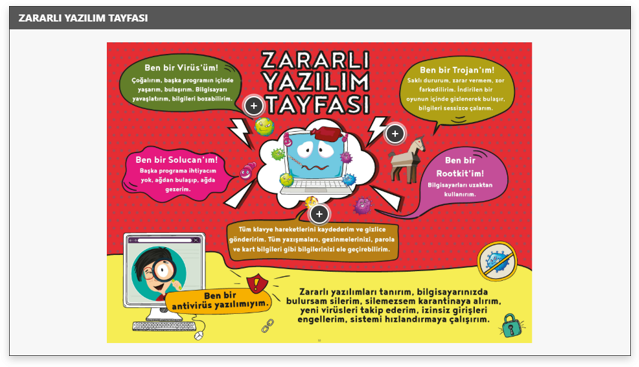 ZARARLI YAZILIM TAYFASI
ZARARLI
YAZILIM
TAYFASI
Ben bir Virüs'üm!
Çoğalırım, başka programın içinde
yaşarım, bulaşırım. Bilgisayarı
yavaşlatırım, bilgileri bozabilirim.
Ben bir Trojan'ım!
Saklı dururum, zarar vermem, zor
farkedilirim. İndirilen bir
oyunun içinde gizlenerek bulaşır,
bilgileri sessizce çalarım.
Ben bir Solucan'ım!
Başka programa ihtiyacım
yok, ağdan bulaşıp, ağda
gezerim.
Ben bir
Rootkit'im!
Bilgisayarları uzaktan
kullanırım.
Tüm klavye hareketlerini kaydederim ve gizlice
gönderirim. Tüm yazışmaları, gezinmelerinizi, parola
ve kart bilgileri gibi bilgilerinizi ele geçirebilirim.
Ben bir
antivirüs yazılımıyım.
Zararlı yazılımları tanırım, bilgisayarınızda
bulursam silerim, silemezsem karantinaya alırım,
yeni virüsleri takip ederim, izinsiz girişleri
engellerim, sistemi hızlandırmaya çalışırım.